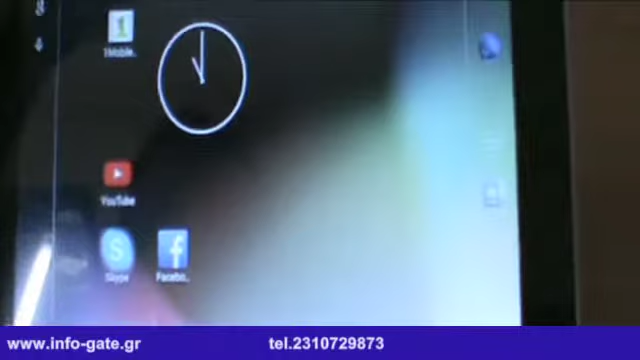 1Mobile..
YouTube
Skype
Facebo..
www.info-gate.gr
tel.2310729873